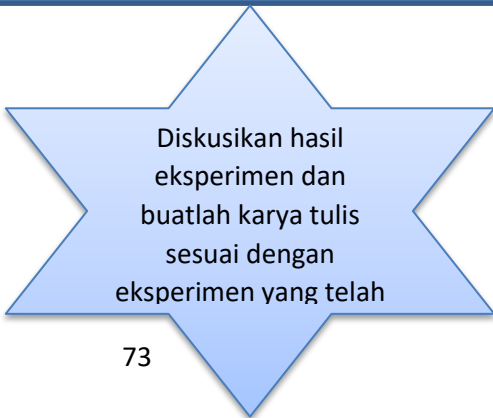 Diskusikan hasil
eksperimen dan
buatlah karya tulis
sesuai dengan
eksperimen yang telah
73